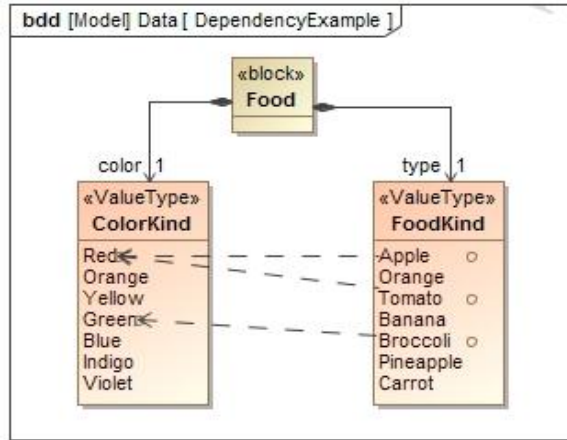 bdd [Model] Data [ DependencyExample ]
«block»
Food
color 1
type 1
«ValueType»
ColorKind
Red
Orange
Yellow
Green
Blue
Indigo
Violet
«ValueType»
FoodKind
Apple
Orange
Tomato
Banana
Broccoli
Pineapple
Carrot